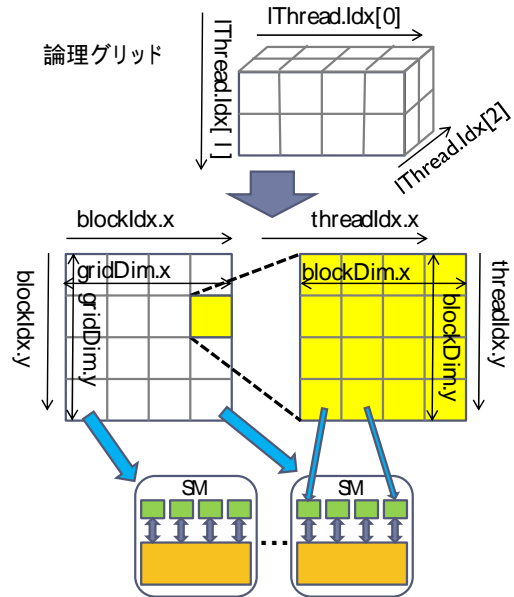 lThread.Idx[0]
論理グリッド
lThread.Idx[1]
lThread.Idx[2]
blockIdx.x
threadIdx.x
gridDim.x
blockDim.x
blockIdx.y
gridDim.y
blockDim.y
threadIdx.y
SM
SM
...